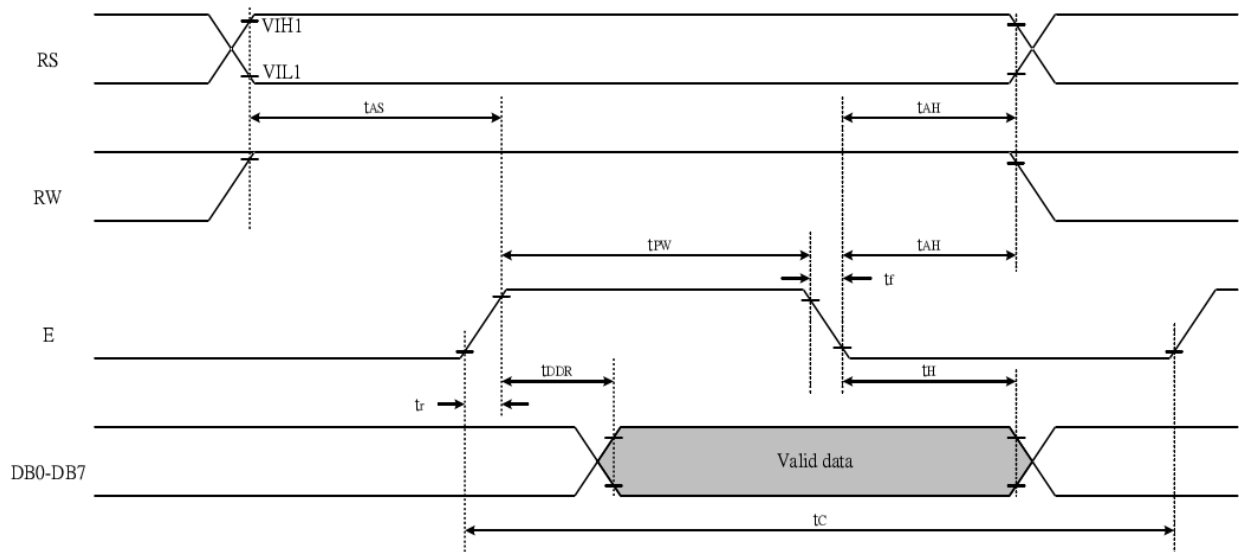 VIH1
RS
VIL1
tAS
tAH
RW
tPW
tAH
tf
E
tDDR
tH
tr
DB0-DB7
Valid data
tC